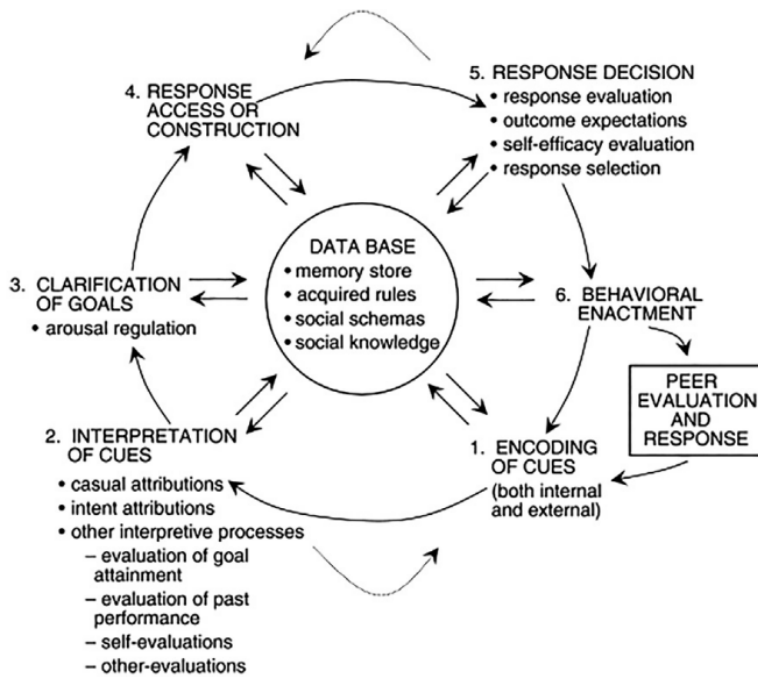 4. RESPONSE
ACCESS OR
CONSTRUCTION
5. RESPONSE DECISION
• response evaluation
• outcome expectations
• self-efficacy evaluation
• response selection
DATA BASE
• memory store
• acquired rules
• social schemas
• social knowledge
3. CLARIFICATION
OF GOALS
• arousal regulation
6. BEHAVIORAL
ENACTMENT
PEER
EVALUATION
AND
RESPONSE
2. INTERPRETATION
OF CUES
• casual attributions
• intent attributions
• other interpretive processes
– evaluation of goal
attainment
– evaluation of past
performance
– self-evaluations
– other-evaluations
1. ENCODING
OF CUES
(both internal
and external)